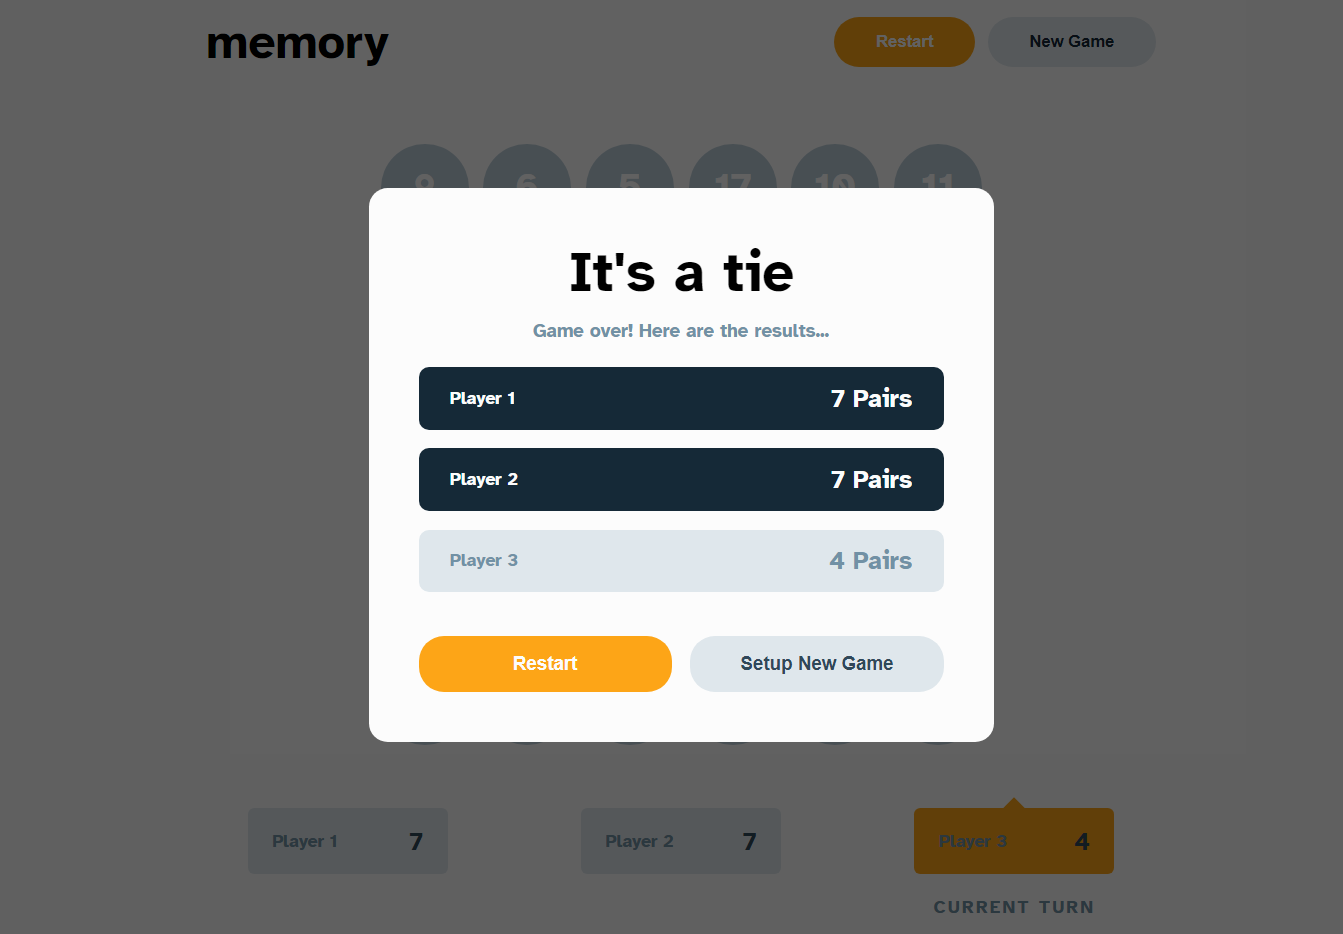 memory
Restart
New Game
6 5 17 10 11
It's a tie
Game over! Here are the results...
Player 1 7 Pairs
Player 2 7 Pairs
Player 3 4 Pairs
Restart
Setup New Game
Player 1 7
Player 2 7
Player 3 4
CURRENT TURN